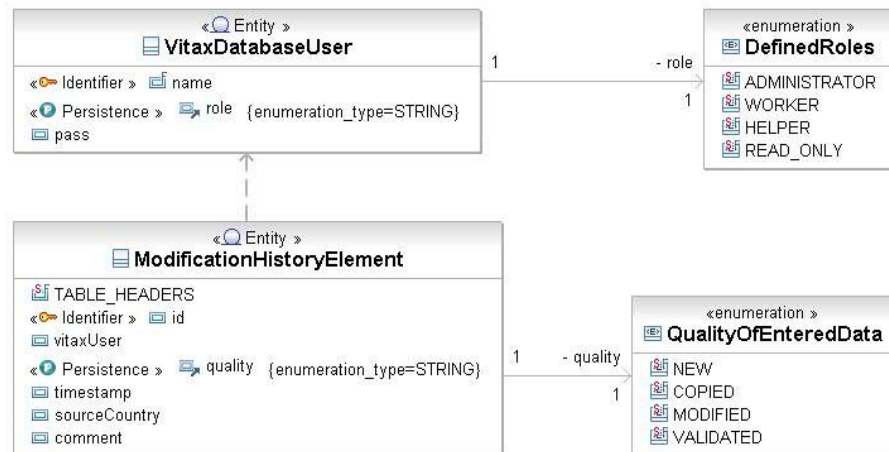 « Entity »
VitaxDatabaseUser
« Identifier » name
« Persistence » role {enumeration_type=STRING}
pass
1
- role
1
«enumeration »
DefinedRoles
ADMINISTRATOR
WORKER
HELPER
READ_ONLY
« Entity »
ModificationHistoryElement
TABLE_HEADERS
« Identifier » id
vitaxUser
« Persistence » quality {enumeration_type=STRING}
timestamp
sourceCountry
comment
1
- quality
1
«enumeration »
QualityOfEnteredData
NEW
COPIED
MODIFIED
VALIDATED